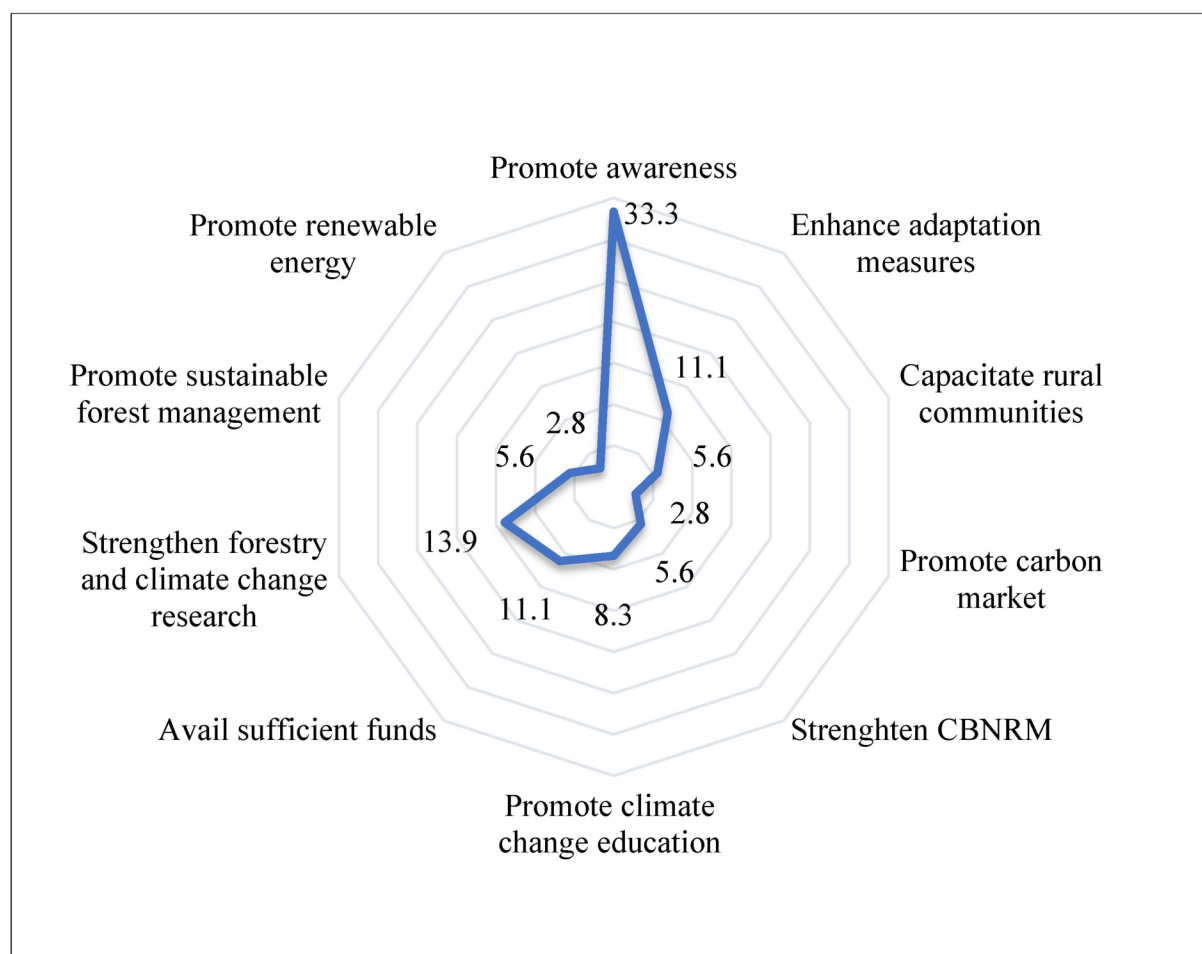 Promote awareness
33.3
Enhance adaptation
measures
11.1
Capacitate rural
communities
5.6
Promote carbon
market
2.8
Strenghten CBNRM
5.6
Promote climate
change education
8.3
Avail sufficient funds
11.1
Strengthen forestry
and climate change
research
13.9
Promote sustainable
forest management
5.6
Promote renewable
energy
2.8